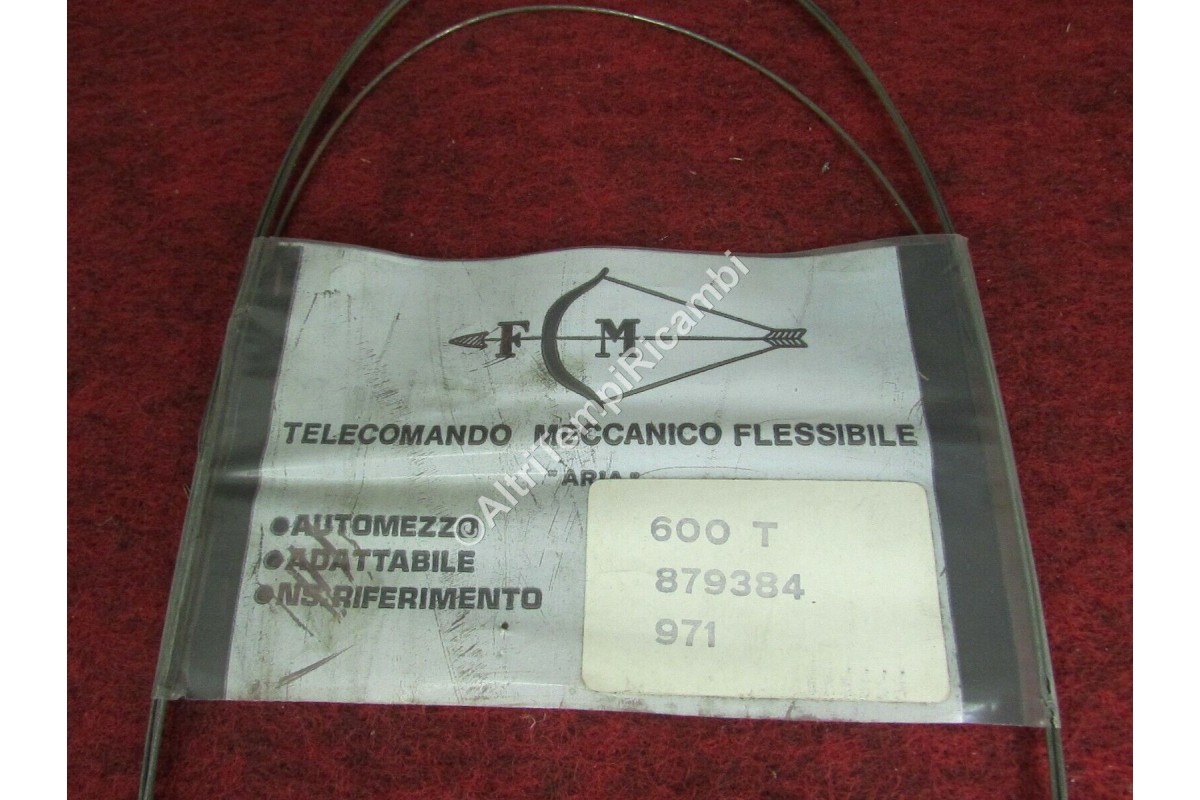 F M
TELECOMANDO MECCANICO FLESSIBILE
"ARIA"
●AUTOMEZZO
600 T
●ADATTABILE
879384
●NS.RIFERIMENTO
971
©AltriTempiRicambi